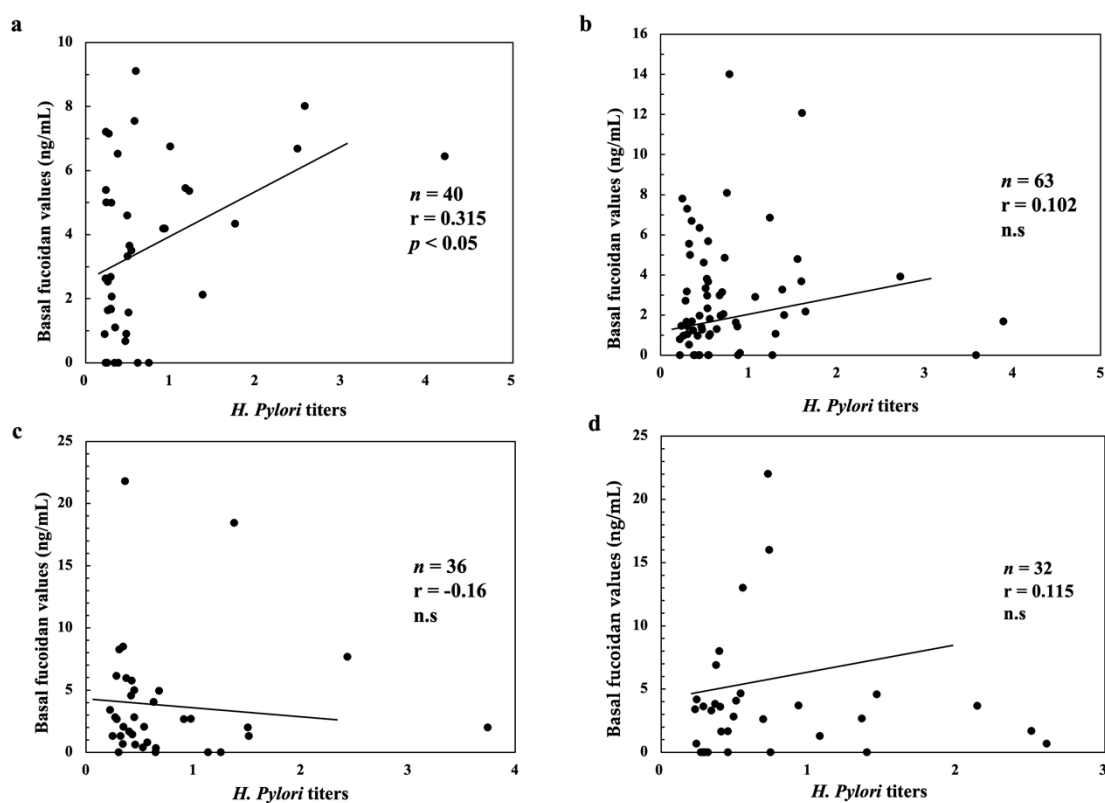 a
Basal fucoidan values (ng/mL)
10
8
6
4
2
0
0 1 2 3 4 5
H. Pylori titers
n = 40
r = 0.315
p < 0.05
b
Basal fucoidan values (ng/mL)
16
14
12
10
8
6
4
2
0
0 1 2 3 4 5
H. Pylori titers
n = 63
r = 0.102
n.s
c
Basal fucoidan values (ng/mL)
25
20
15
10
5
0
0 1 2 3 4
H. Pylori titers
n = 36
r = -0.16
n.s
d
Basal fucoidan values (ng/mL)
25
20
15
10
5
0
0 1 2 3
H. Pylori titers
n = 32
r = 0.115
n.s